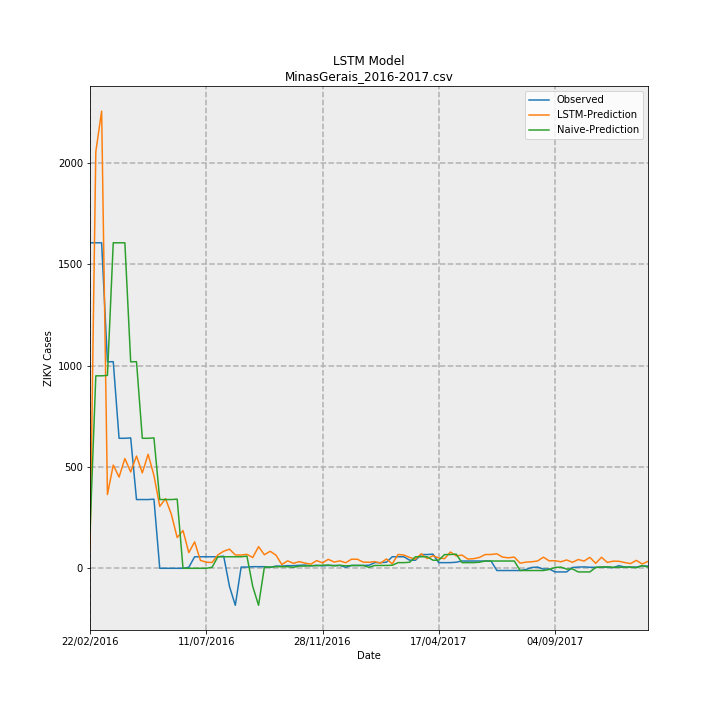 LSTM Model
MinasGerais_2016-2017.csv
Observed
LSTM-Prediction
Naive-Prediction
ZIKV Cases
2000
1500
1000
500
0
22/02/2016
11/07/2016
28/11/2016
17/04/2017
04/09/2017
Date